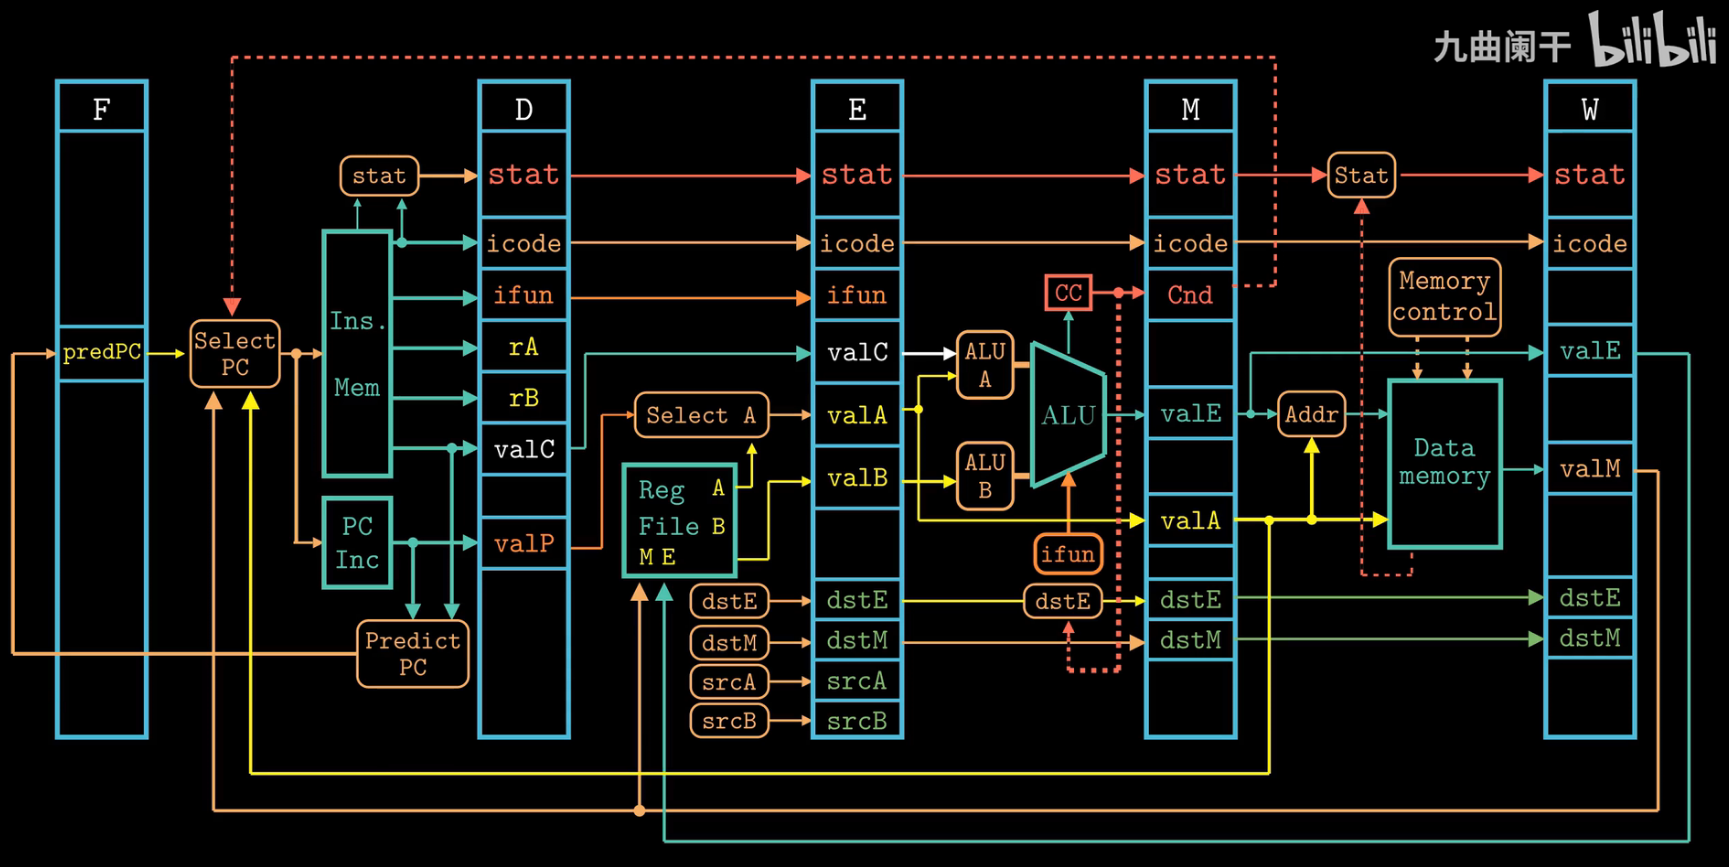 九曲阑干 bilibili
F
D
E
M
W
stat
stat
stat
stat
Stat
stat
icode
icode
icode
icode
Ins.
Mem
ifun
ifun
CC
Cnd
Memory
control
predPC
Select
PC
rA
rB
valC
valC
ALU
A
valE
Select A
valA
ALU
valE
Addr
Data
memory
Reg
File
A
B
M E
valB
ALU
B
valM
PC
Inc
valP
ifun
valA
dstE
dstE
dstE
dstE
dstE
dstM
dstM
dstM
dstM
Predict
PC
srcA
srcA
srcB
srcB